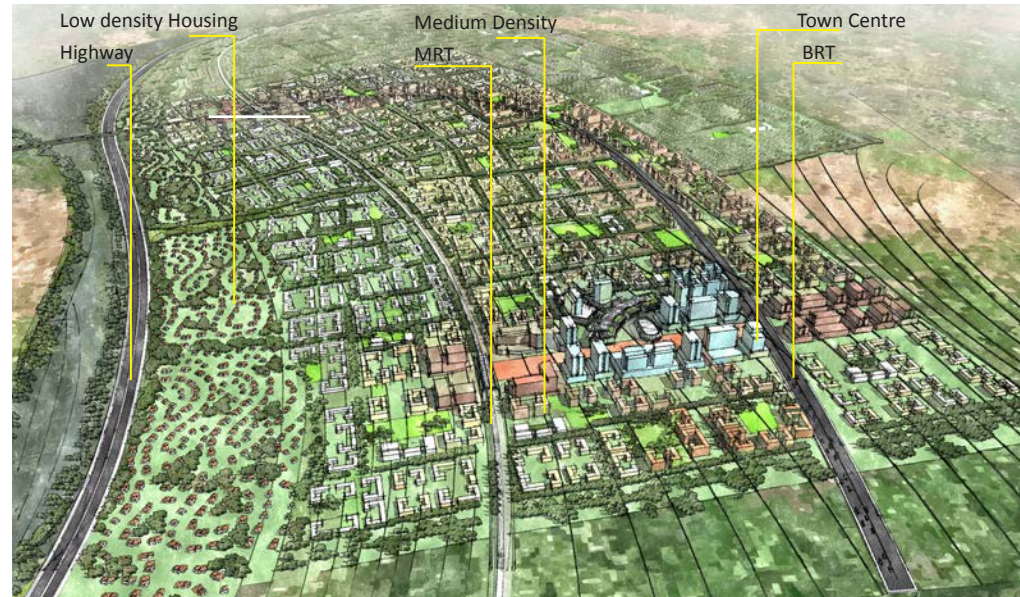 Low density Housing
Highway
Medium Density
MRT
Town Centre
BRT